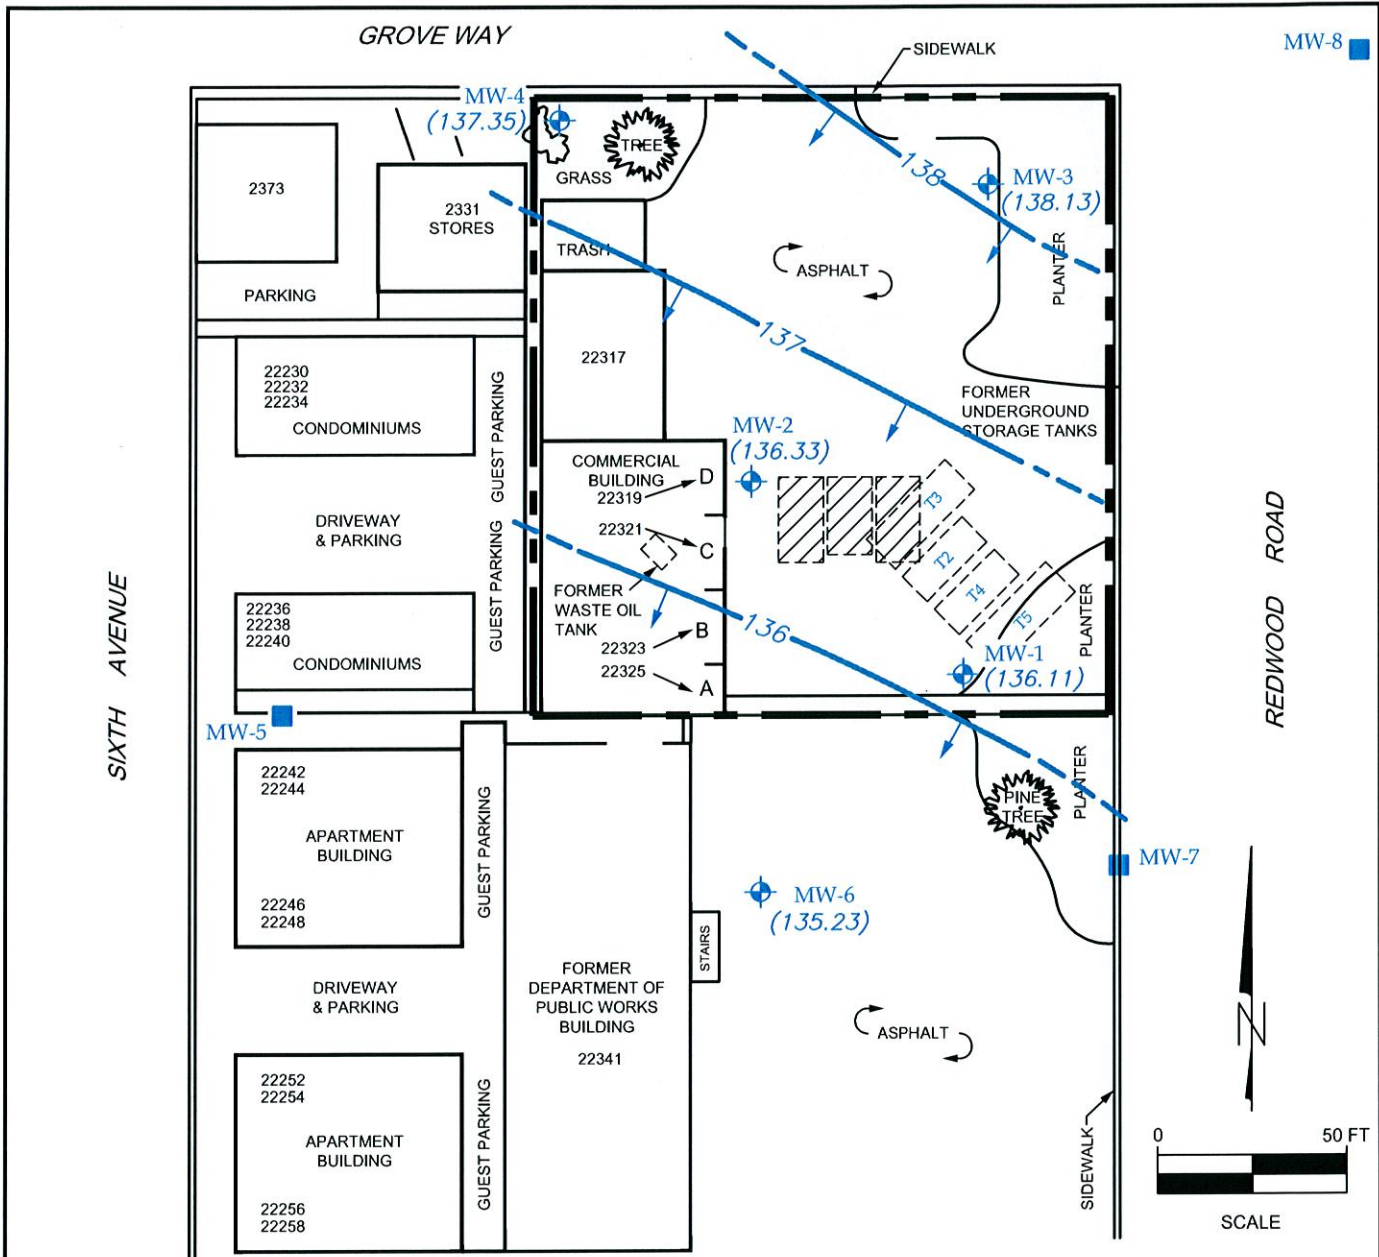 GROVE WAY
SIDEWALK
MW-8
MW-4
(137.35)
TREE
GRASS
138
MW-3
(138.13)
2373
2331
STORES
TRASH
ASPHALT
PLANTER
PARKING
137
22317
22230
22232
22234
CONDOMINIUMS
GUEST PARKING
FORMER
UNDERGROUND
STORAGE TANKS
MW-2
(136.33)
COMMERCIAL
BUILDING
22319
D
22321
C
T3
T2
T4
T5
DRIVEWAY
& PARKING
GUEST PARKING
FORMER
WASTE OIL
TANK
136
22323
B
22325
A
PLANTER
SIXTH AVENUE
REDWOOD ROAD
22236
22238
22240
CONDOMINIUMS
MW-1
(136.11)
MW-5
22242
22244
APARTMENT
BUILDING
22246
22248
GUEST PARKING
PLANTER
PINE
TREE
MW-7
MW-6
(135.23)
STAIRS
DRIVEWAY
& PARKING
FORMER
DEPARTMENT OF
PUBLIC WORKS
BUILDING
22341
ASPHALT
N
22252
22254
APARTMENT
BUILDING
22256
22258
GUEST PARKING
SIDEWALK
0 50 FT
SCALE